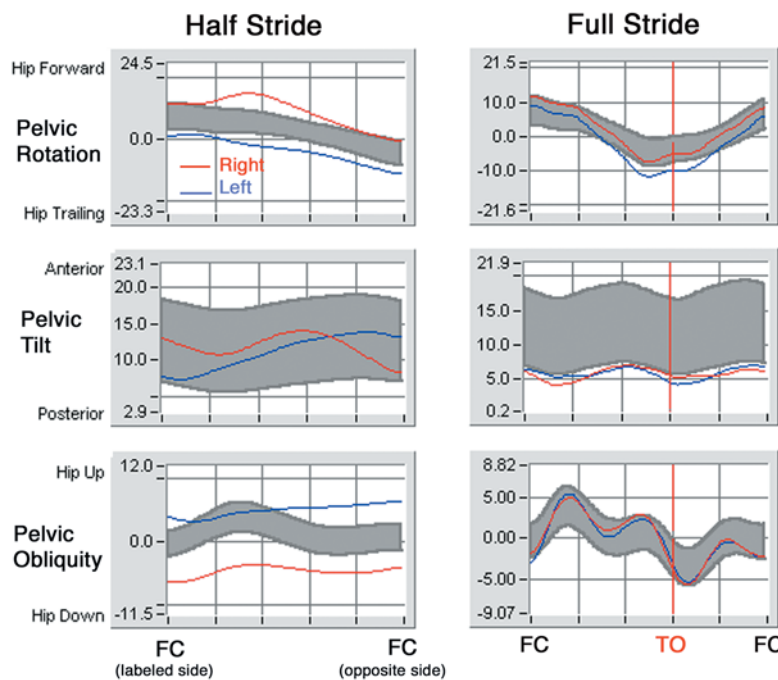 Half Stride
Full Stride
Hip Forward
Pelvic
Rotation
Hip Trailing
24.5
0.0
-23.3
Right
Left
21.5
10.0
0.0
-10.0
-21.6
Anterior
Pelvic
Tilt
Posterior
23.1
20.0
15.0
10.0
2.9
21.9
15.0
10.0
5.0
0.2
Hip Up
Pelvic
Obliquity
Hip Down
12.0
0.0
-11.5
8.82
5.00
0.00
-5.00
-9.07
FC
(labeled side)
FC
(opposite side)
FC
TO
FC